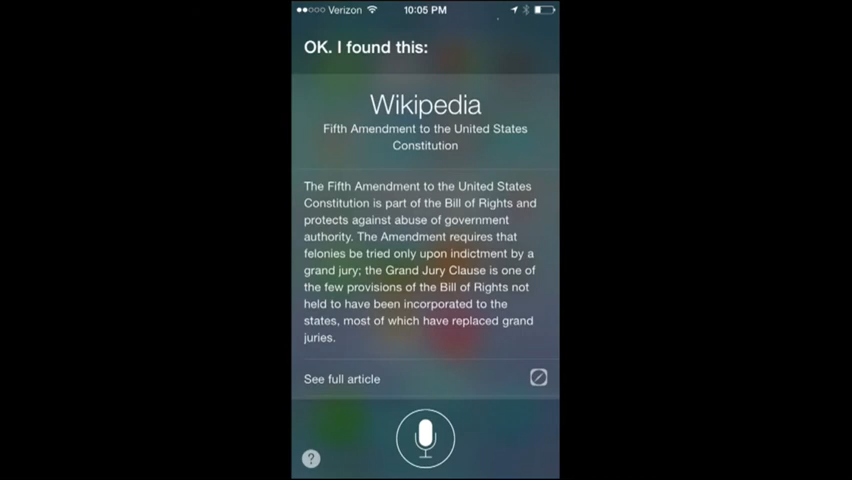 Verizon 10:05 PM
OK. I found this:
Wikipedia
Fifth Amendment to the United States
Constitution
The Fifth Amendment to the United States
Constitution is part of the Bill of Rights and
protects against abuse of government
authority. The Amendment requires that
felonies be tried only upon indictment by a
grand jury; the Grand Jury Clause is one of
the few provisions of the Bill of Rights not
held to have been incorporated to the
states, most of which have replaced grand
juries.
See full article
?